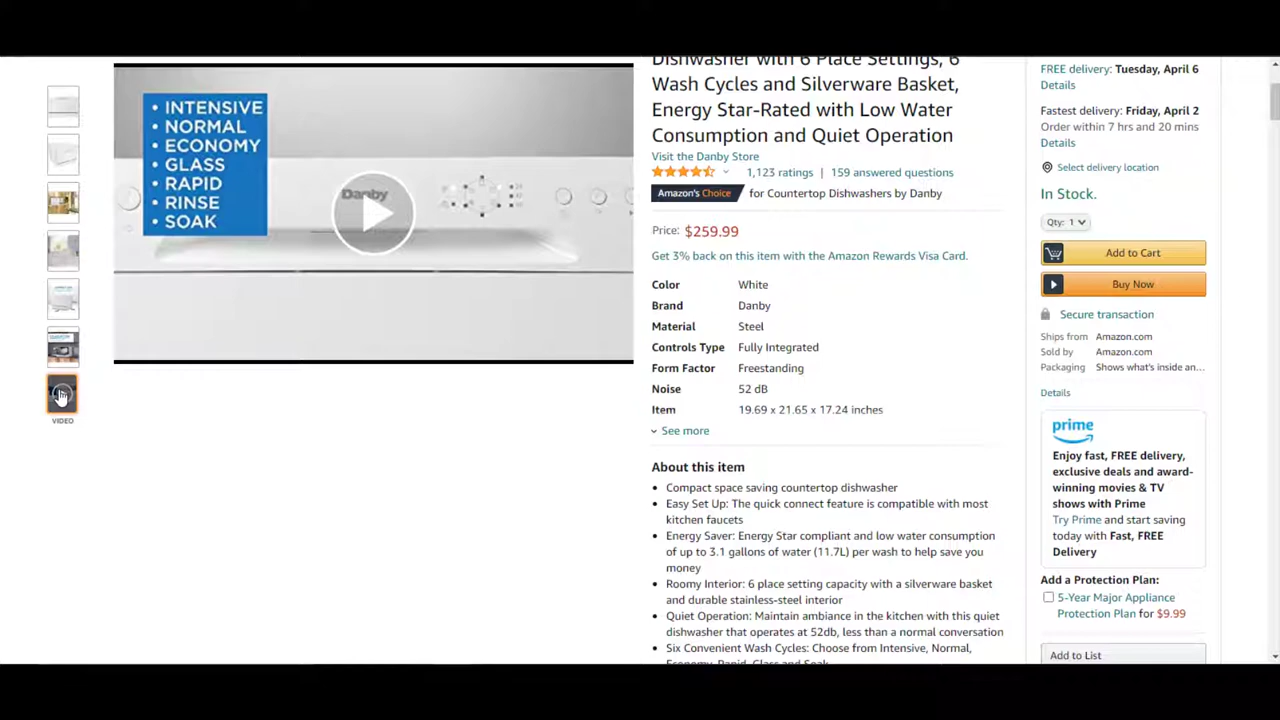 • INTENSIVE
• NORMAL
• ECONOMY
• GLASS
• RAPID
• RINSE
• SOAK
Danby
VIDEO
Dishwasher with 6 Place Settings, 6
Wash Cycles and Silverware Basket,
Energy Star-Rated with Low Water
Consumption and Quiet Operation
Visit the Danby Store
1,123 ratings | 159 answered questions
Amazon's Choice for Countertop Dishwashers by Danby
Price: $259.99
Get 3% back on this item with the Amazon Rewards Visa Card.
Color White
Brand Danby
Material Steel
Controls Type Fully Integrated
Form Factor Freestanding
Noise 52 dB
Item 19.69 x 21.65 x 17.24 inches
See more
About this item
• Compact space saving countertop dishwasher
• Easy Set Up: The quick connect feature is compatible with most
kitchen faucets
• Energy Saver: Energy Star compliant and low water consumption
of up to 3.1 gallons of water (11.7L) per wash to help save you
money
• Roomy Interior: 6 place setting capacity with a silverware basket
and durable stainless-steel interior
• Quiet Operation: Maintain ambiance in the kitchen with this quiet
dishwasher that operates at 52db, less than a normal conversation
• Six Convenient Wash Cycles: Choose from Intensive, Normal,
Economy, Rapid, Glass and Soak
FREE delivery: Tuesday, April 6
Details
Fastest delivery: Friday, April 2
Order within 7 hrs and 20 mins
Details
Select delivery location
In Stock.
Qty: 1
Add to Cart
Buy Now
Secure transaction
Ships from Amazon.com
Sold by Amazon.com
Packaging Shows what's inside an...
Details
prime
Enjoy fast, FREE delivery,
exclusive deals and award-
winning movies & TV
shows with Prime
Try Prime and start saving
today with Fast, FREE
Delivery
Add a Protection Plan:
5-Year Major Appliance
Protection Plan for $9.99
Add to List